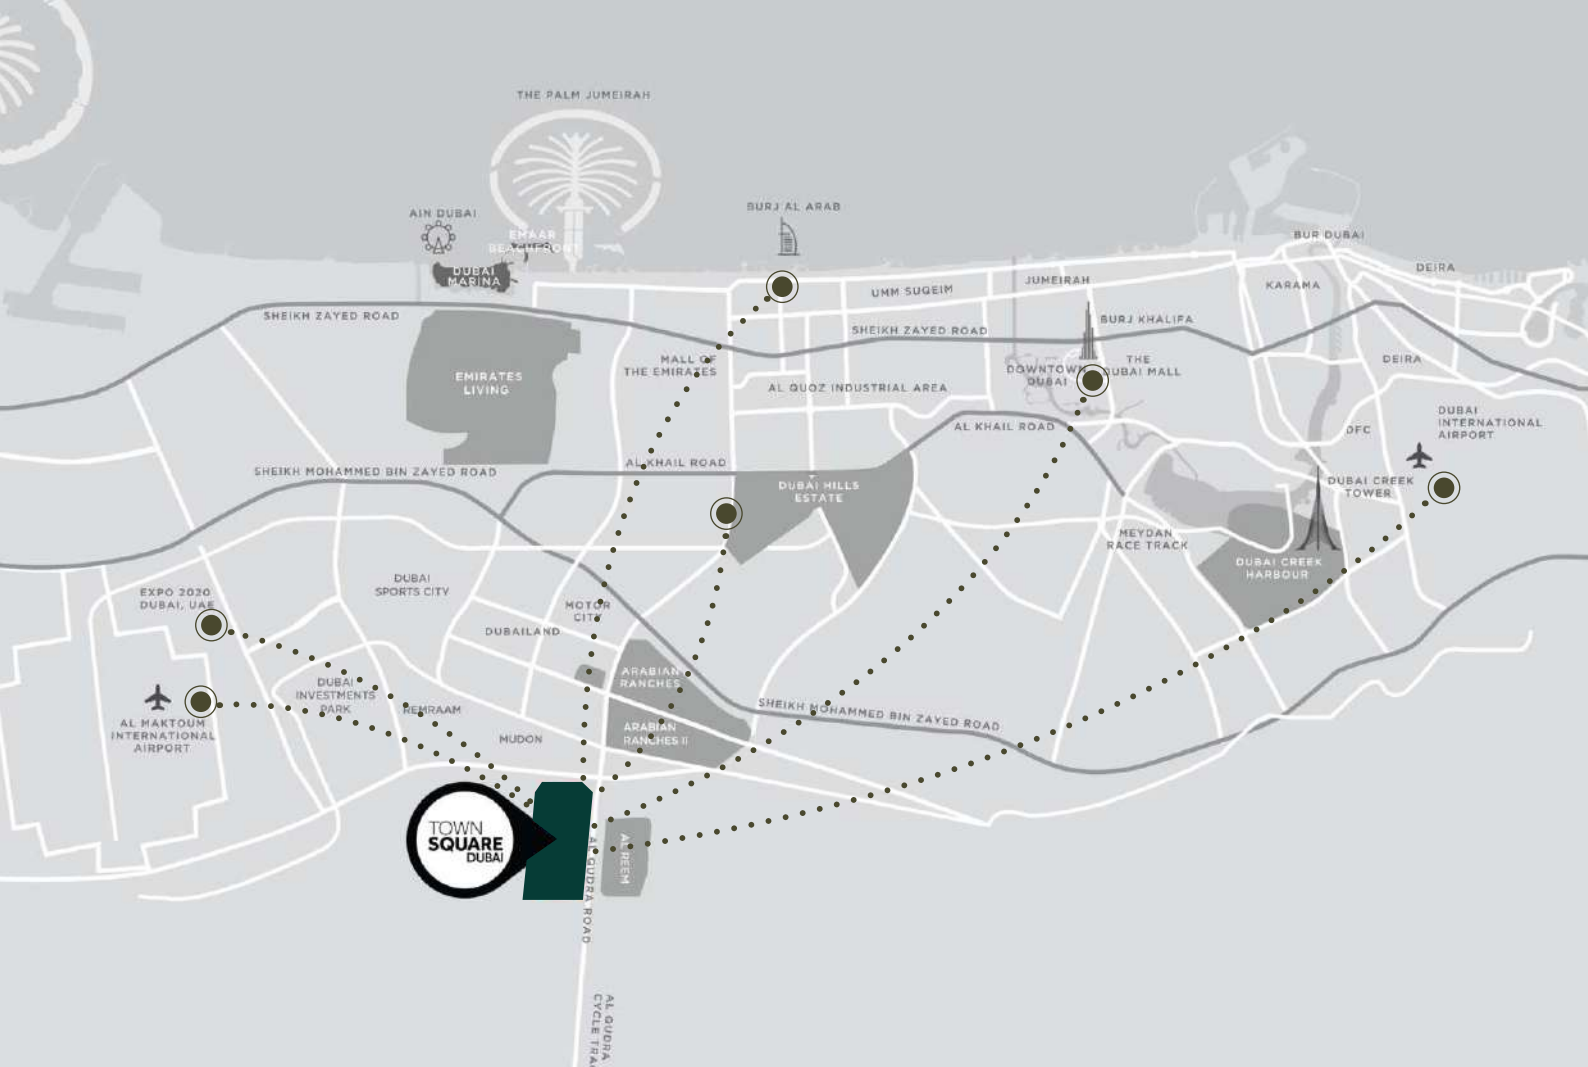 THE PALM JUMEIRAH
AIN DUBAI
BURJ AL ARAB
EMAAR
BEACHFRONT
DUBAI
MARINA
BUR DUBAI
DEIRA
UMM SUQEIM
JUMEIRAH
KARAMA
SHEIKH ZAYED ROAD
SHEIKH ZAYED ROAD
BURJ KHALIFA
MALL OF
THE EMIRATES
DOWNTOWN
DUBAI
THE
DUBAI MALL
DEIRA
EMIRATES
LIVING
AL QUOZ INDUSTRIAL AREA
DUBAI
INTERNATIONAL
AIRPORT
AL KHAIL ROAD
DFC
SHEIKH MOHAMMED BIN ZAYED ROAD
AL KHAIL ROAD
DUBAI HILLS
ESTATE
DUBAI CREEK
TOWER
MEYDAN
RACE TRACK
DUBAI CREEK
HARBOUR
EXPO 2020
DUBAI, UAE
DUBAI
SPORTS CITY
MOTOR
CITY
DUBAILAND
ARABIAN
RANCHES
DUBAI
INVESTMENTS
PARK
REMRAAM
SHEIKH MOHAMMED BIN ZAYED ROAD
AL MAKTOUM
INTERNATIONAL
AIRPORT
MUDON
ARABIAN
RANCHES II
TOWN
SQUARE
DUBAI
AL QUDRA ROAD
AL REEM
AL QUDRA
CYCLE TRA